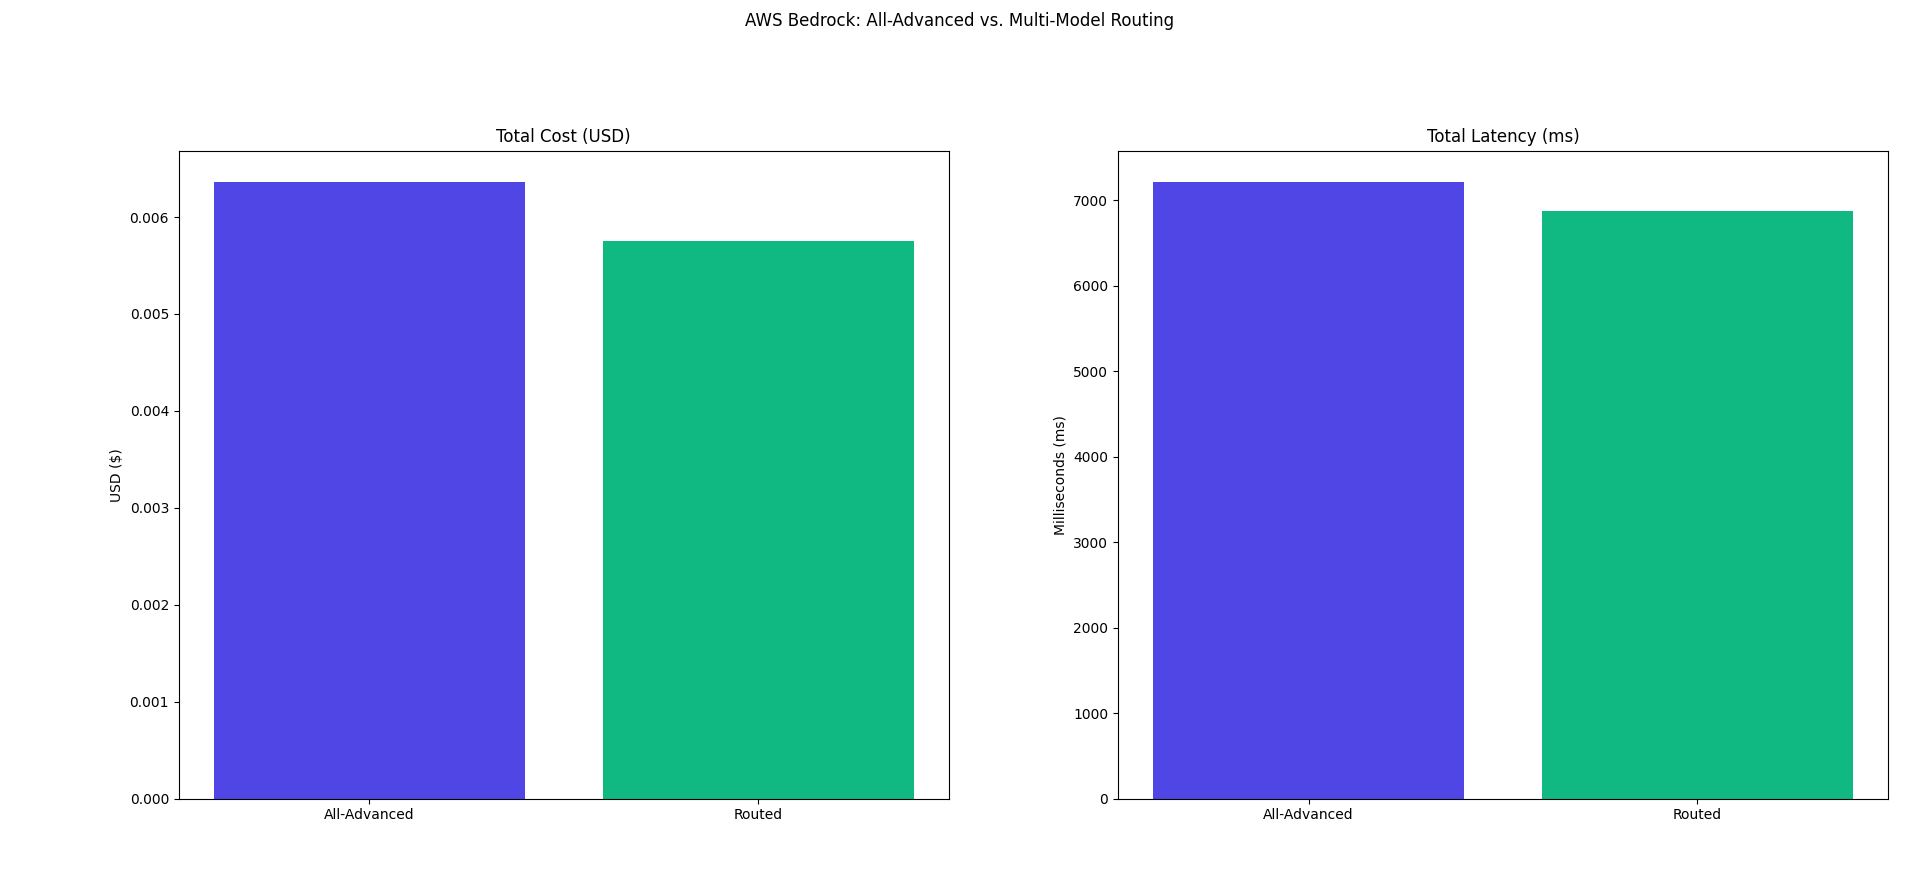 AWS Bedrock: All-Advanced vs. Multi-Model Routing
Total Cost (USD)
USD ($)
0.006
0.005
0.004
0.003
0.002
0.001
0.000
All-Advanced
Routed
Total Latency (ms)
Milliseconds (ms)
7000
6000
5000
4000
3000
2000
1000
0
All-Advanced
Routed